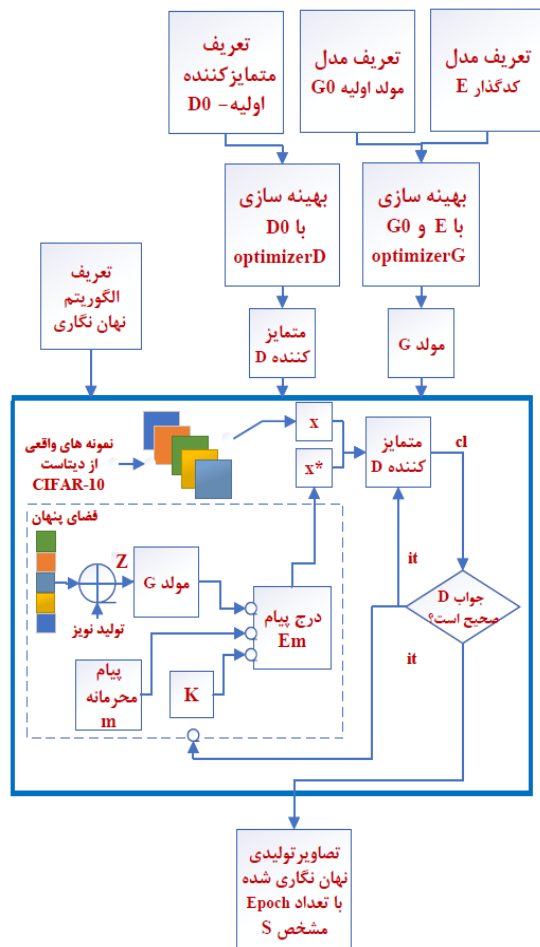 تعریف
متمایزکننده
اولیه– D0
تعریف مدل
مولد اولیه G0
تعریف مدل
کدگذار E
بهینه سازی
D0 با
optimizerD
بهینه سازی
G0 و E با
optimizerG
تعریف
الگوریتم
نهان نگاری
متمایز
کننده D
مولد G
نمونه های واقعی
از دیتاست
CIFAR-10
x
x*
متمایز
کننده D
cl
فضای پنهان
Z
مولد G
تولید نویز
درج پیام
Em
it
جواب D
صحیح است؟
it
پیام
محرمانه
m
K
تصاویر تولیدی
نهان نگاری شده
با تعداد Epoch
مشخص S